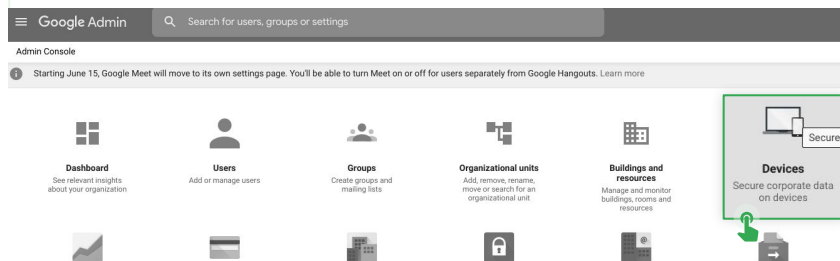 Google Admin
Search for users, groups or settings
Admin Console
Starting June 15, Google Meet will move to its own settings page. You'll be able to turn Meet on or off for users separately from Google Hangouts. Learn more
Dashboard
See relevant insights
about your organization
Users
Add or manage users
Groups
Create groups and
mailing lists
Organizational units
Add, remove, rename,
move or search for an
organizational unit
Buildings and
resources
Manage and monitor
buildings, rooms and
resources
Secure
Devices
Secure corporate data
on devices